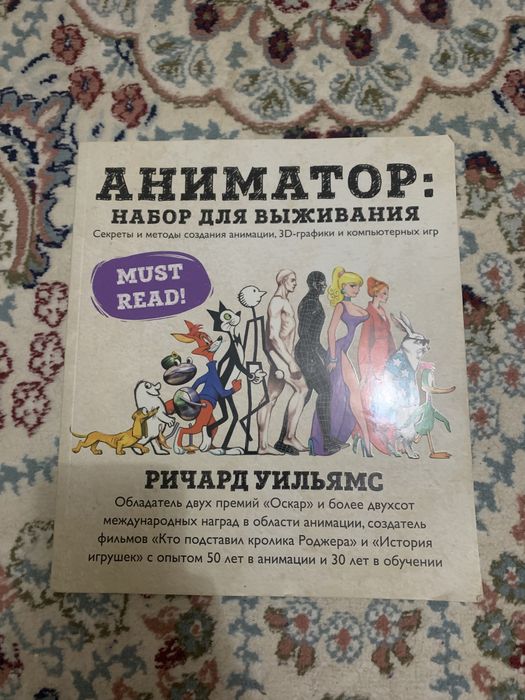 АНИМАТОР:
НАБОР ДЛЯ ВЫЖИВАНИЯ
Секреты и методы создания анимации, 3D-графики и компьютерных игр
MUST
READ!
РИЧАРД УИЛЬЯМС
Обладатель двух премий «Оскар» и более двухсот
международных наград в области анимации, создатель
фильмов «Кто подставил кролика Роджера» и «История
игрушек» с опытом 50 лет в анимации и 30 лет в обучении